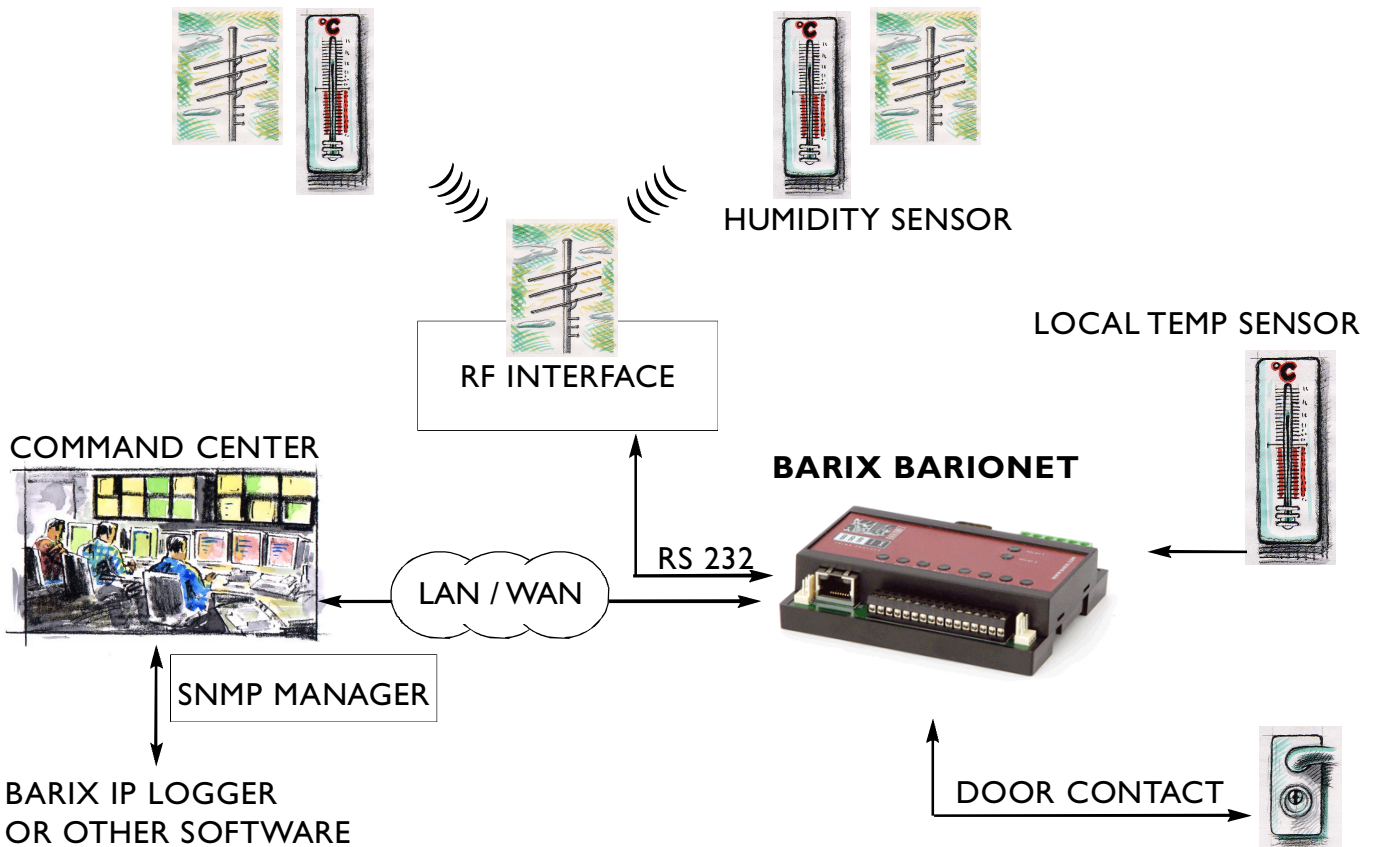 °C
°C
HUMIDITY SENSOR
LOCAL TEMP SENSOR
°C
RF INTERFACE
COMMAND CENTER
BARIX BARIONET
RS 232
LAN / WAN
SNMP MANAGER
DOOR CONTACT
BARIX IP LOGGER
OR OTHER SOFTWARE